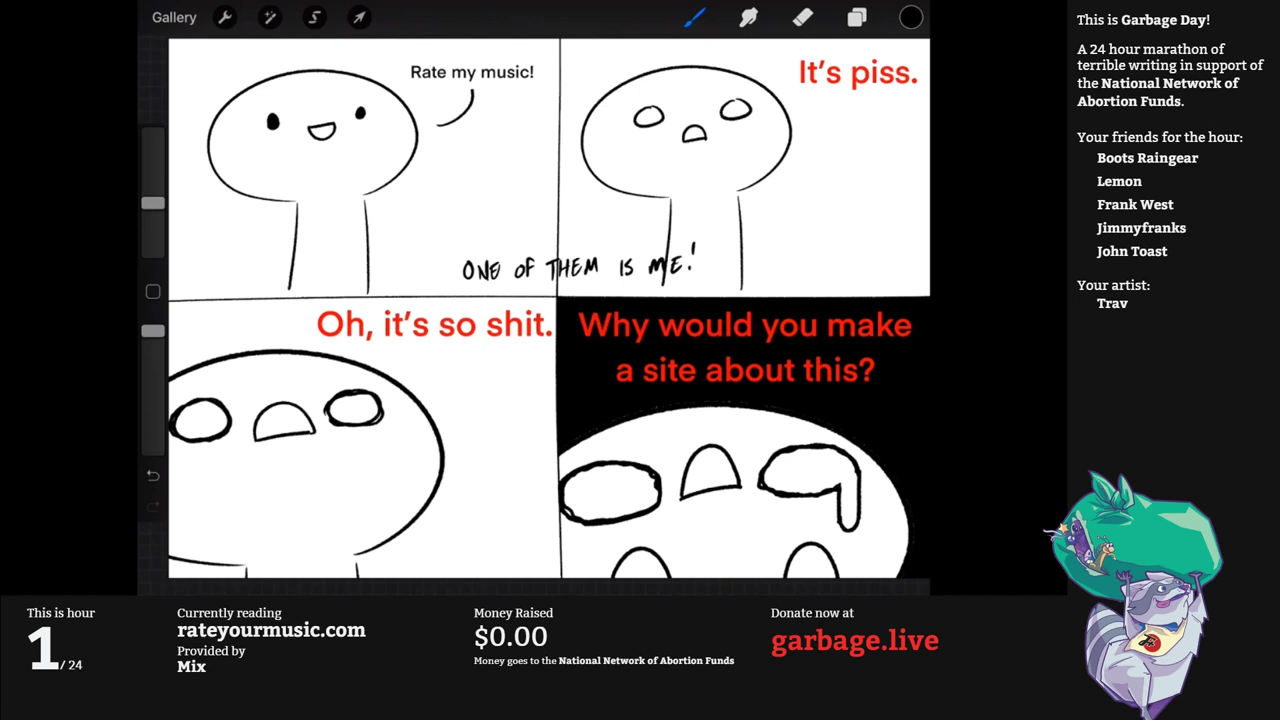 Gallery
Rate my music!
It's piss.
ONE OF THEM IS ME!
Oh, it's so shit.
Why would you make
a site about this?
This is Garbage Day!
A 24 hour marathon of
terrible writing in support of
the National Network of
Abortion Funds.
Your friends for the hour:
Boots Raingear
Lemon
Frank West
Jimmyfranks
John Toast
Your artist:
Trav
This is hour
1 / 24
Currently reading
rateyourmusic.com
Provided by
Mix
Money Raised
$0.00
Money goes to the National Network of Abortion Funds
Donate now at
garbage.live